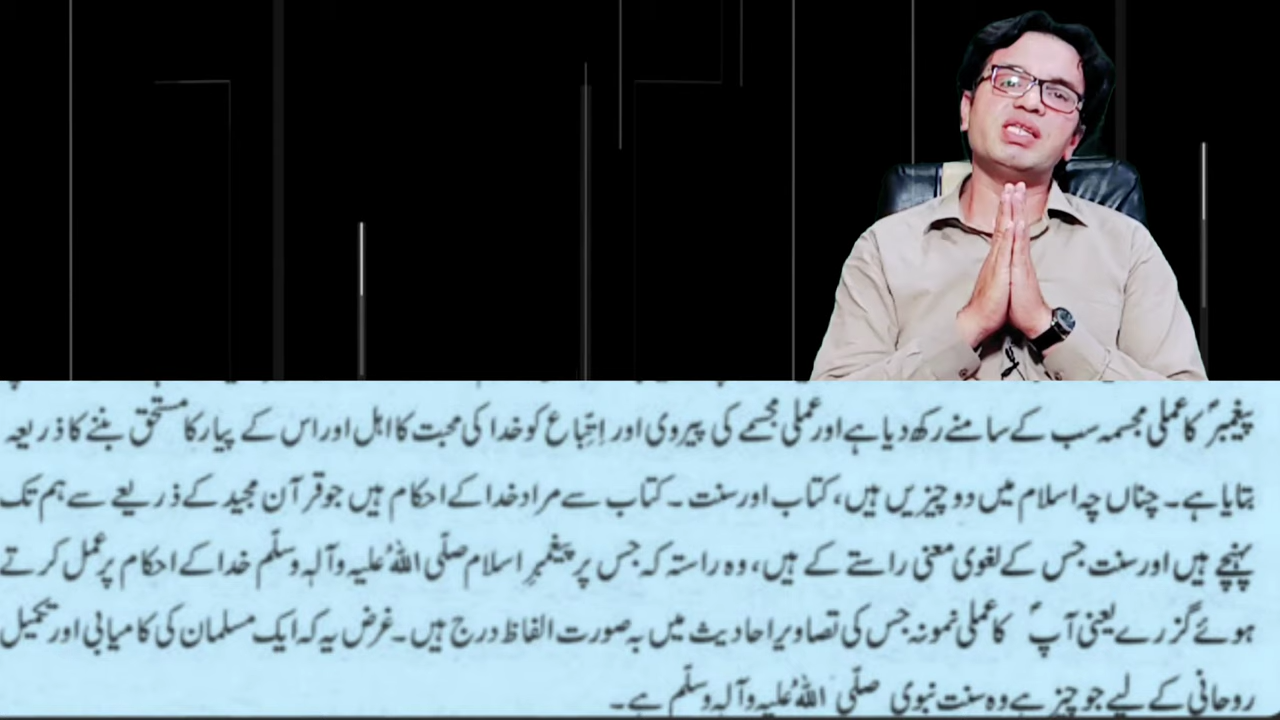 پیغمبرؐ کا عملی مجسمہ سب کے سامنے رکھ دیا ہے اور عملی مجسمے کی پیروی اور اِتّباع کو خدا کی محبت کا اہل اور اس کے پیار کا مستحق بننے کا ذریعہ
بتایا ہے۔ چناں چہ اسلام میں دو چیزیں ہیں، کتاب اور سنت۔ کتاب سے مراد خدا کے احکام ہیں جو قرآن مجید کے ذریعے سے ہم تک
پہنچے ہیں اور سنت جس کے لغوی معنی راستے کے ہیں، وہ راستہ کہ جس پر پیغمبرِ اسلام صلّی اللہُ علیہ وآلہٖ وسلّم خدا کے احکام پر عمل کرتے
ہوئے گزرے یعنی آپؐ کا عملی نمونہ جس کی تصاویر احادیث میں بہ صورت الفاظ درج ہیں۔ غرض یہ کہ ایک مسلمان کی کامیابی اور تکمیل
روحانی کے لیے جو چیز ہے وہ سنت نبوی صلّی اللہُ علیہ وآلہٖ وسلّم ہے۔